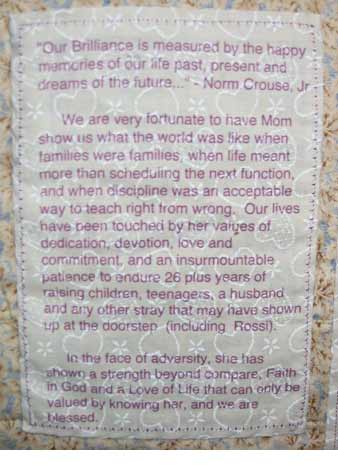 "Our Brilliance is measured by the happy
memories of our life past, present and
dreams of the future..." - Norm Crouse, Jr
We are very fortunate to have Mom
show us what the world was like when
families were families, when life meant
more than scheduling the next function,
and when discipline was an acceptable
way to teach right from wrong. Our lives
have been touched by her values of
dedication, devotion, love and
commitment, and an insurmountable
patience to endure 26 plus years of
raising children, teenagers, a husband
and any other stray that may have shown
up at the doorstep (including Rossi).
In the face of adversity, she has
shown a strength beyond compare, Faith
in God and a Love of Life that can only be
valued by knowing her, and we are
blessed.